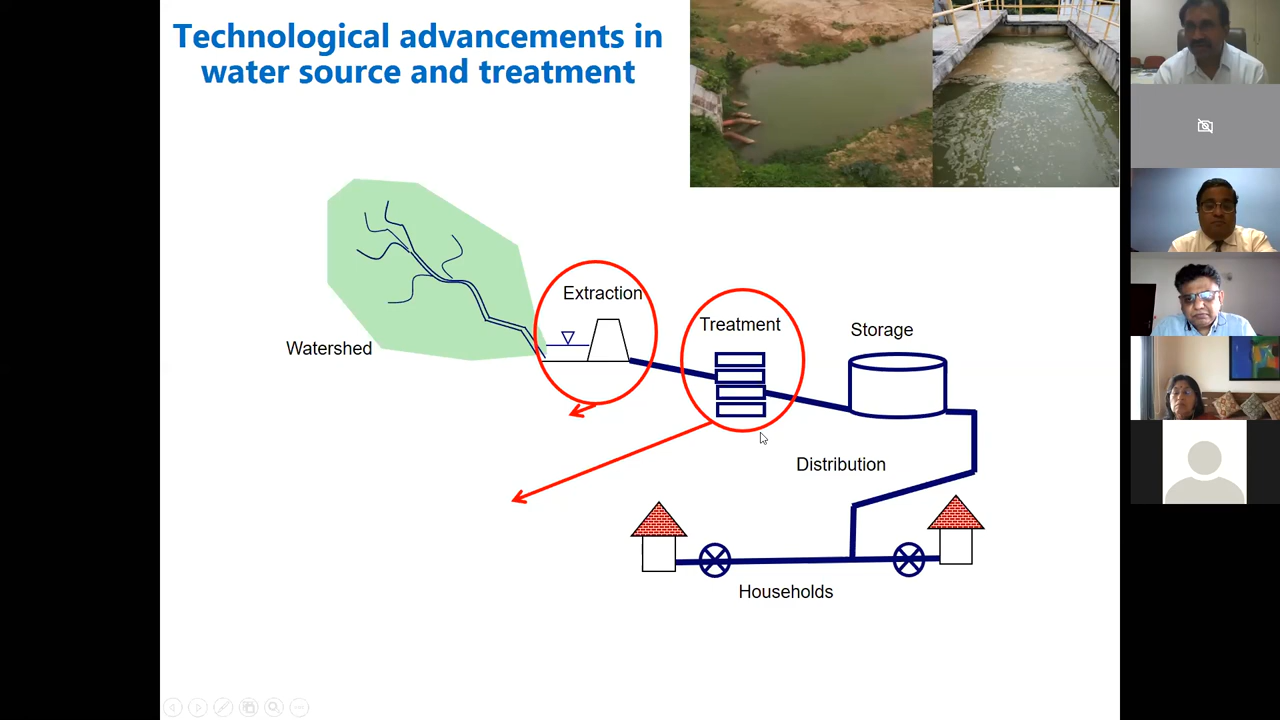 Technological advancements in
water source and treatment
Extraction
Treatment
Storage
Watershed
Distribution
Households